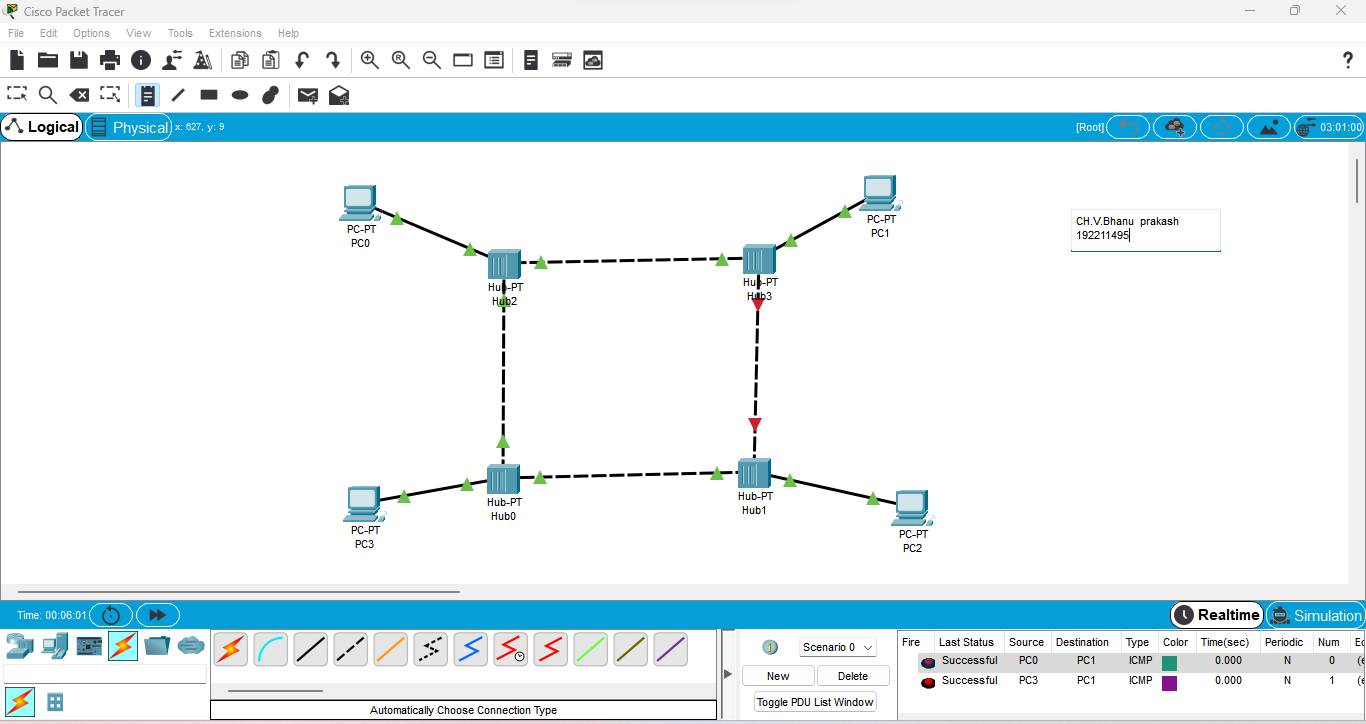 Cisco Packet Tracer
File Edit Options View Tools Extensions Help
Logical Physical x: 627, y: 9 [Root] 03:01:00
PC-PT
PC0
PC-PT
PC1
CH.V.Bhanu prakash
192211495
Hub-PT
Hub2
Hub-PT
Hub3
Hub-PT
Hub0
Hub-PT
Hub1
PC-PT
PC3
PC-PT
PC2
Time: 00:06:01 Realtime Simulation
Scenario 0
New Delete
Toggle PDU List Window
Automatically Choose Connection Type
Fire Last Status Source Destination Type Color Time(sec) Periodic Num
Successful PC0 PC1 ICMP 0.000 N 0
Successful PC3 PC1 ICMP 0.000 N 1